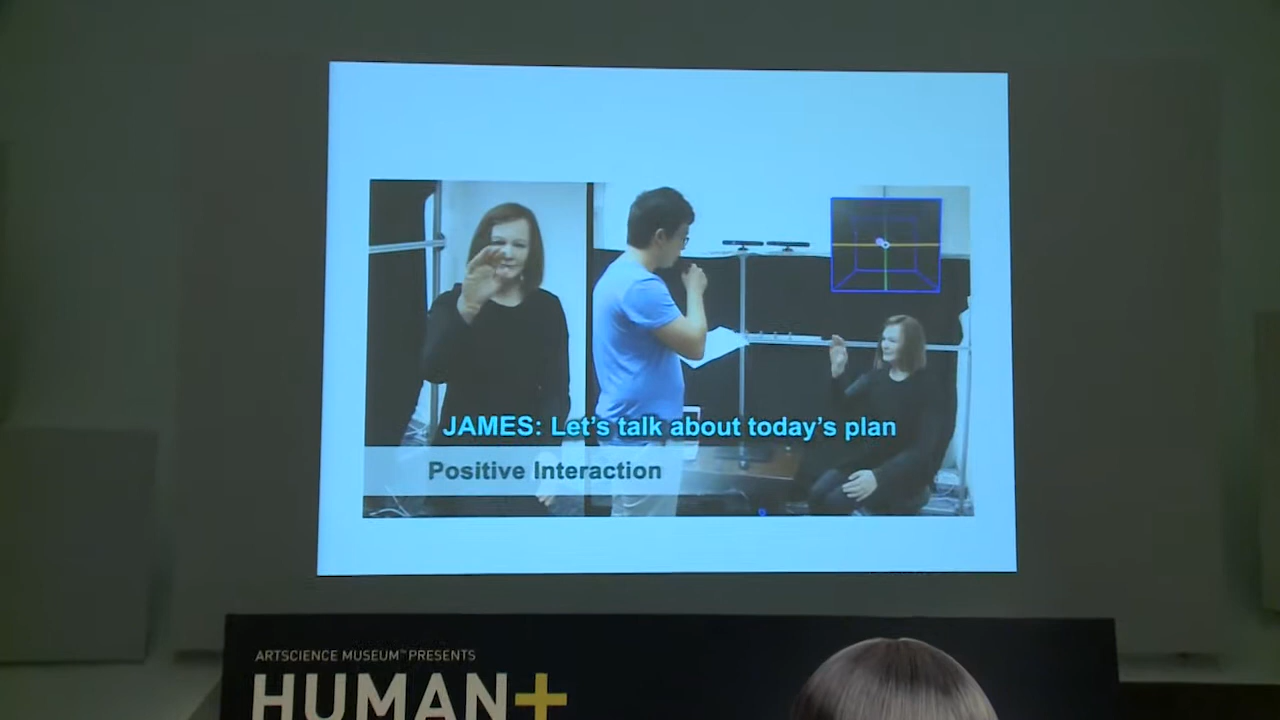 JAMES: Let's talk about today's plan
Positive Interaction
ARTSCIENCE MUSEUM™ PRESENTS
HUMAN+